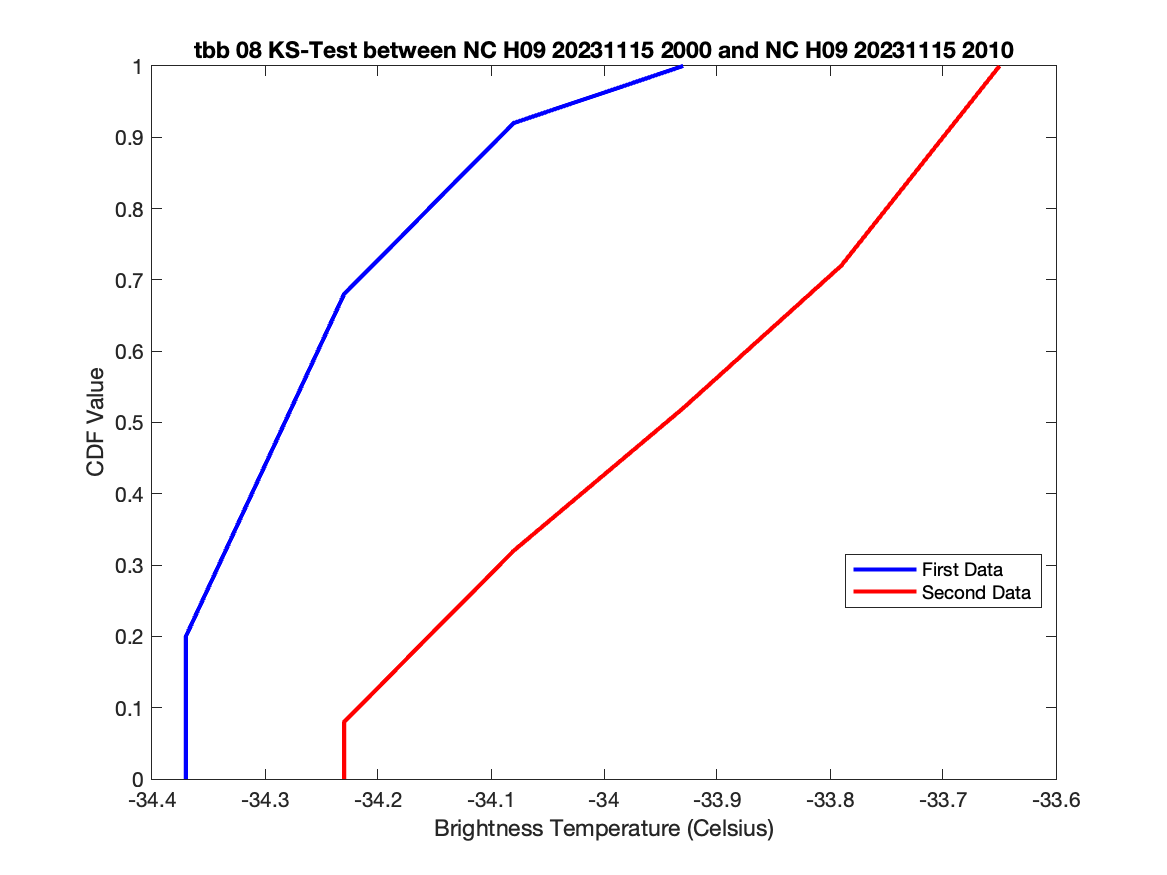 tbb 08 KS-Test between NC H09 20231115 2000 and NC H09 20231115 2010
1
0.9
0.8
0.7
0.6
0.5
0.4
0.3
0.2
0.1
0
CDF Value
First Data
Second Data
-34.4 -34.3 -34.2 -34.1 -34 -33.9 -33.8 -33.7 -33.6
Brightness Temperature (Celsius)